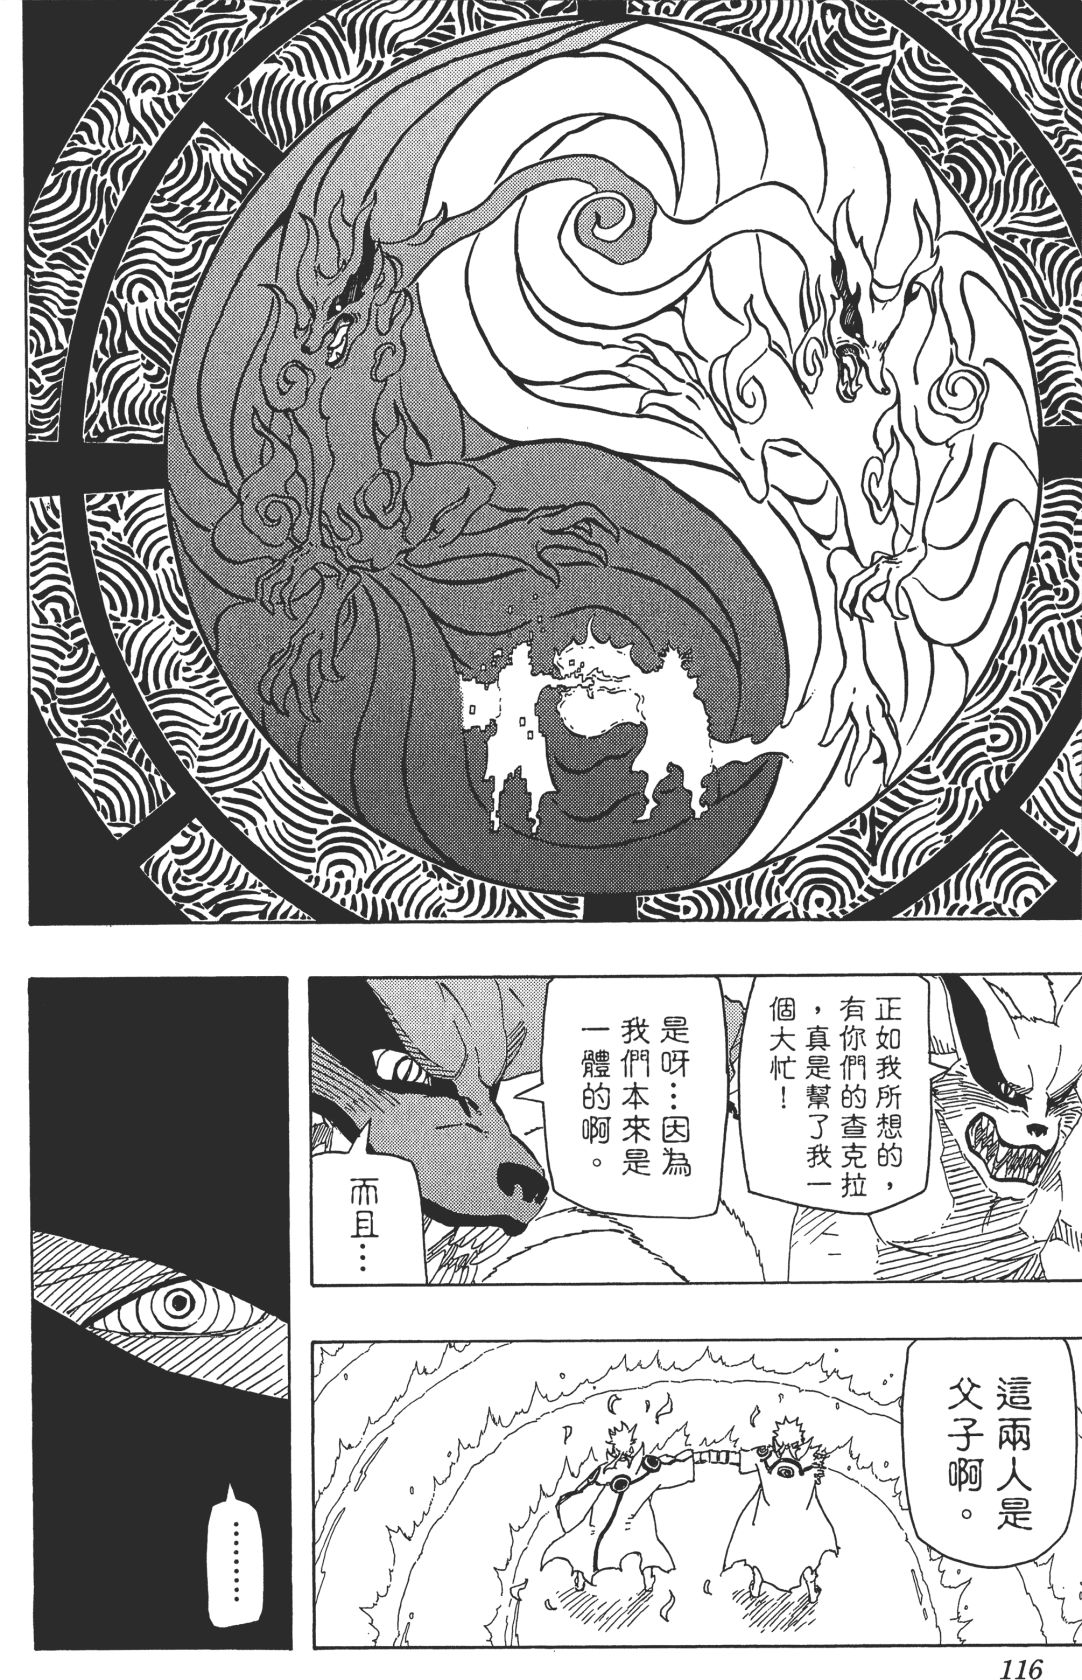 正如我所想的，
有你們的查克拉
，真是幫了我一
個大忙！
是呀…因為
我們本來是
一體的啊。
而且…
這兩人是
父子啊。
………
116